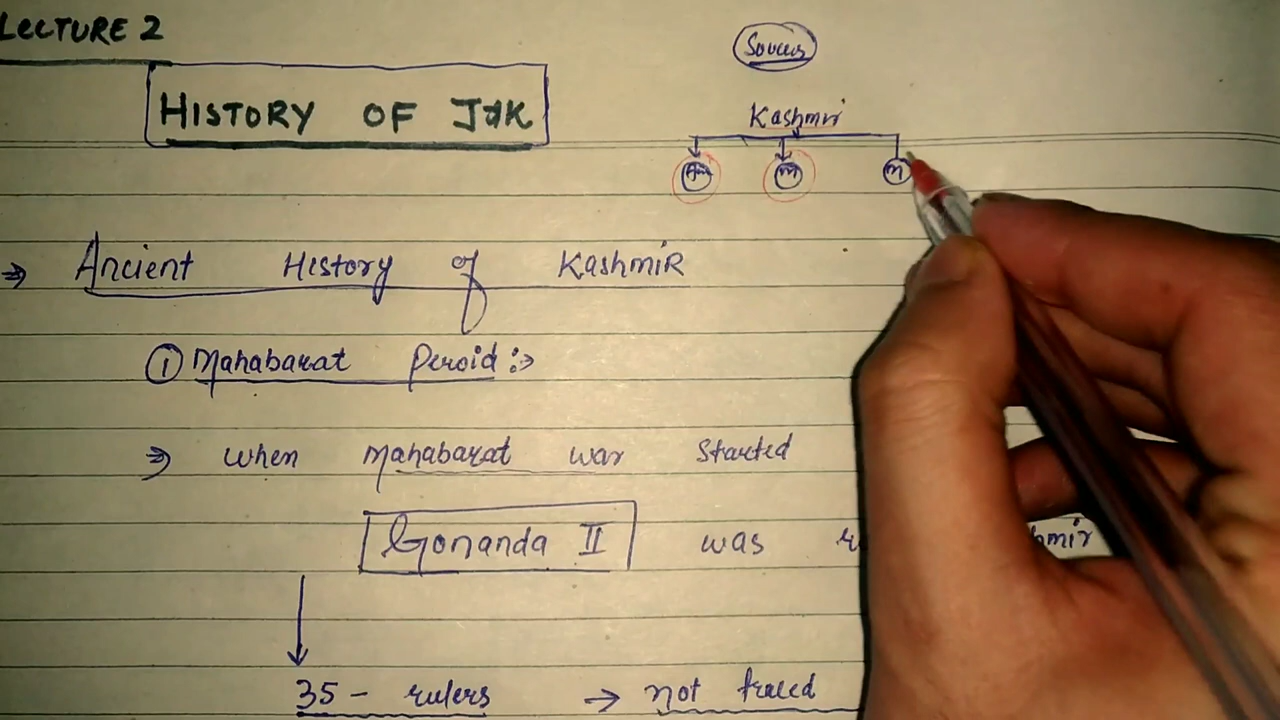 LECTURE 2
Sources
HISTORY OF J&K
Kashmir
m
m
⇒ Ancient History of Kashmir
① Mahabarat Peroid :->
⇒ when Mahabarat war started
Gonanda II was
35 - rulers → not traced